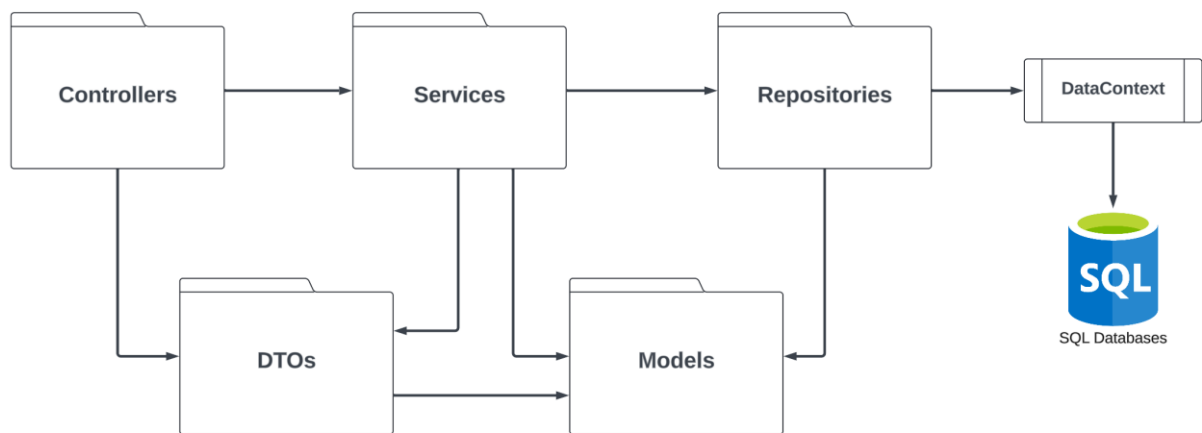 Controllers
Services
Repositories
DataContext
SQL
SQL Databases
DTOs
Models